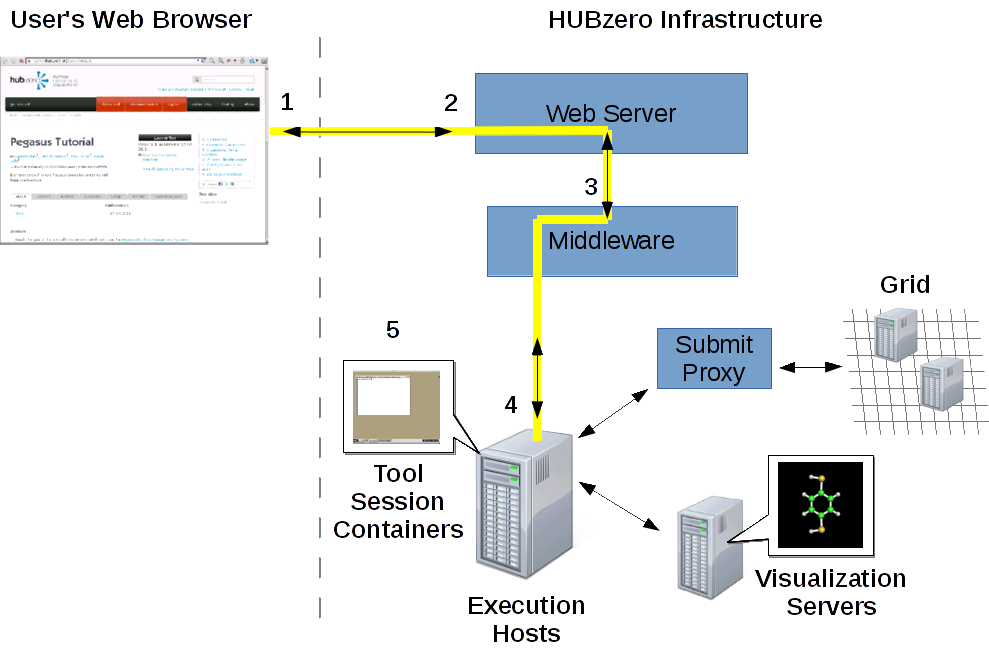 User's Web Browser
HUBzero Infrastructure
hub
Pegasus Tutorial
1
2
Web Server
3
Middleware
Grid
5
Submit
Proxy
4
Tool
Session
Containers
Visualization
Servers
Execution
Hosts